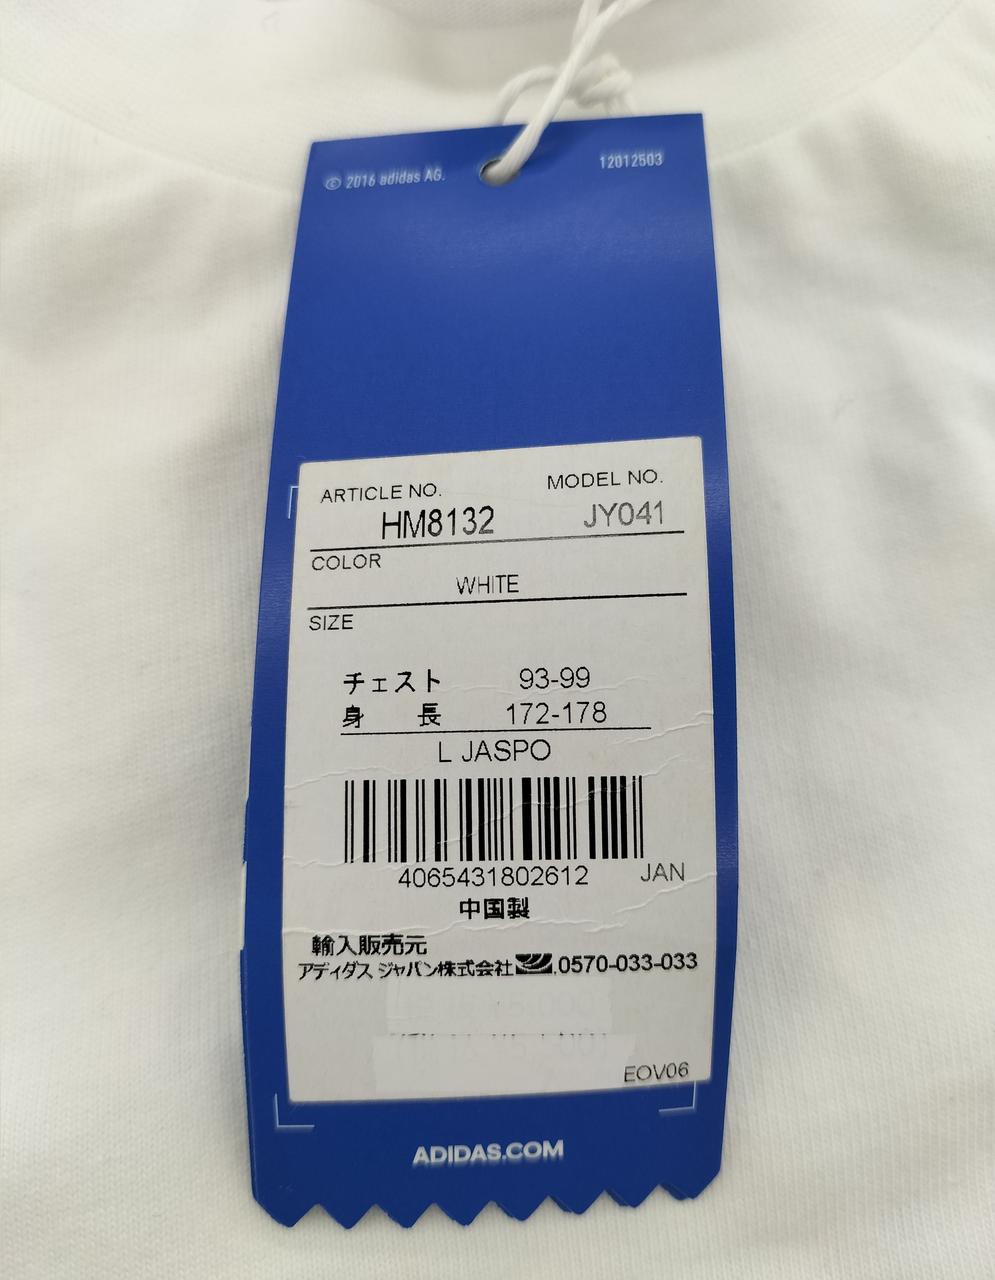 © 2016 adidas AG.
12012503
ARTICLE NO. MODEL NO.
HM8132 JY041
COLOR
WHITE
SIZE
チェスト 93-99
身 長 172-178
L JASPO
4065431802612 JAN
中国製
輸入販売元
アディダス ジャパン株式会社 0570-033-033
EOV06
ADIDAS.COM